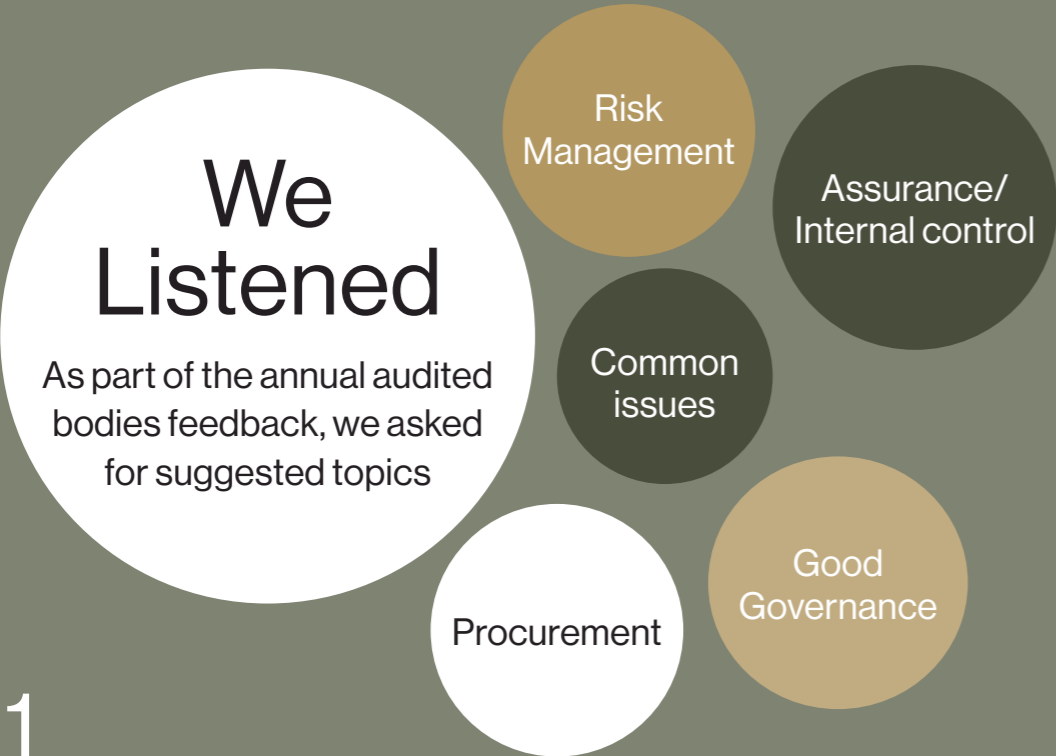 We
Listened
As part of the annual audited
bodies feedback, we asked
for suggested topics
Risk
Management
Assurance/
Internal control
Common
issues
Good
Governance
Procurement
1